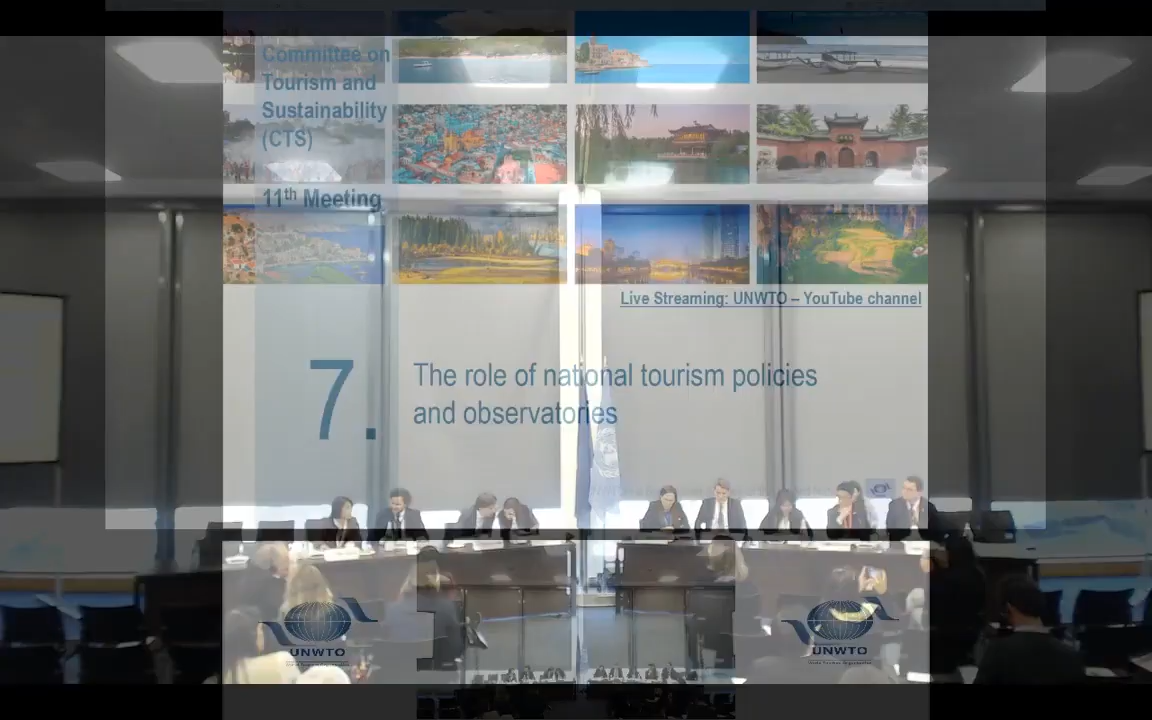 Committee on
Tourism and
Sustainability
(CTS)
11th Meeting
Live Streaming: UNWTO – YouTube channel
7.
The role of national tourism policies
and observatories
UNWTO
UNWTO